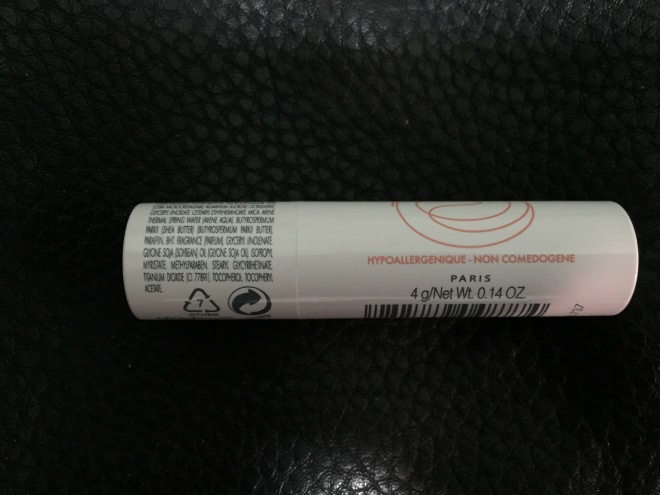 GLYCERYL LINOLEATE, CETEARYL ETHYLHEXANOATE, MICA, AVENE
THERMAL SPRING WATER (AVENE AQUA), BUTYROSPERMUM
PARKII (SHEA BUTTER) (BUTYROSPERMUM PARKII BUTTER),
PARAFFIN, BHT, FRAGRANCE (PARFUM), GLYCERYL LINOLENATE,
GLYCINE SOJA (SOYBEAN) OIL (GLYCINE SOJA OIL), ISOPROPYL
MYRISTATE, METHYLPARABEN, STEARYL GLYCYRRHETINATE,
TITANIUM DIOXIDE (CI 77891), TOCOPHEROL, TOCOPHERYL
ACETATE.
7
OTHER
HYPOALLERGENIQUE - NON COMEDOGENE
PARIS
4 g/Net Wt. 0.14 OZ.